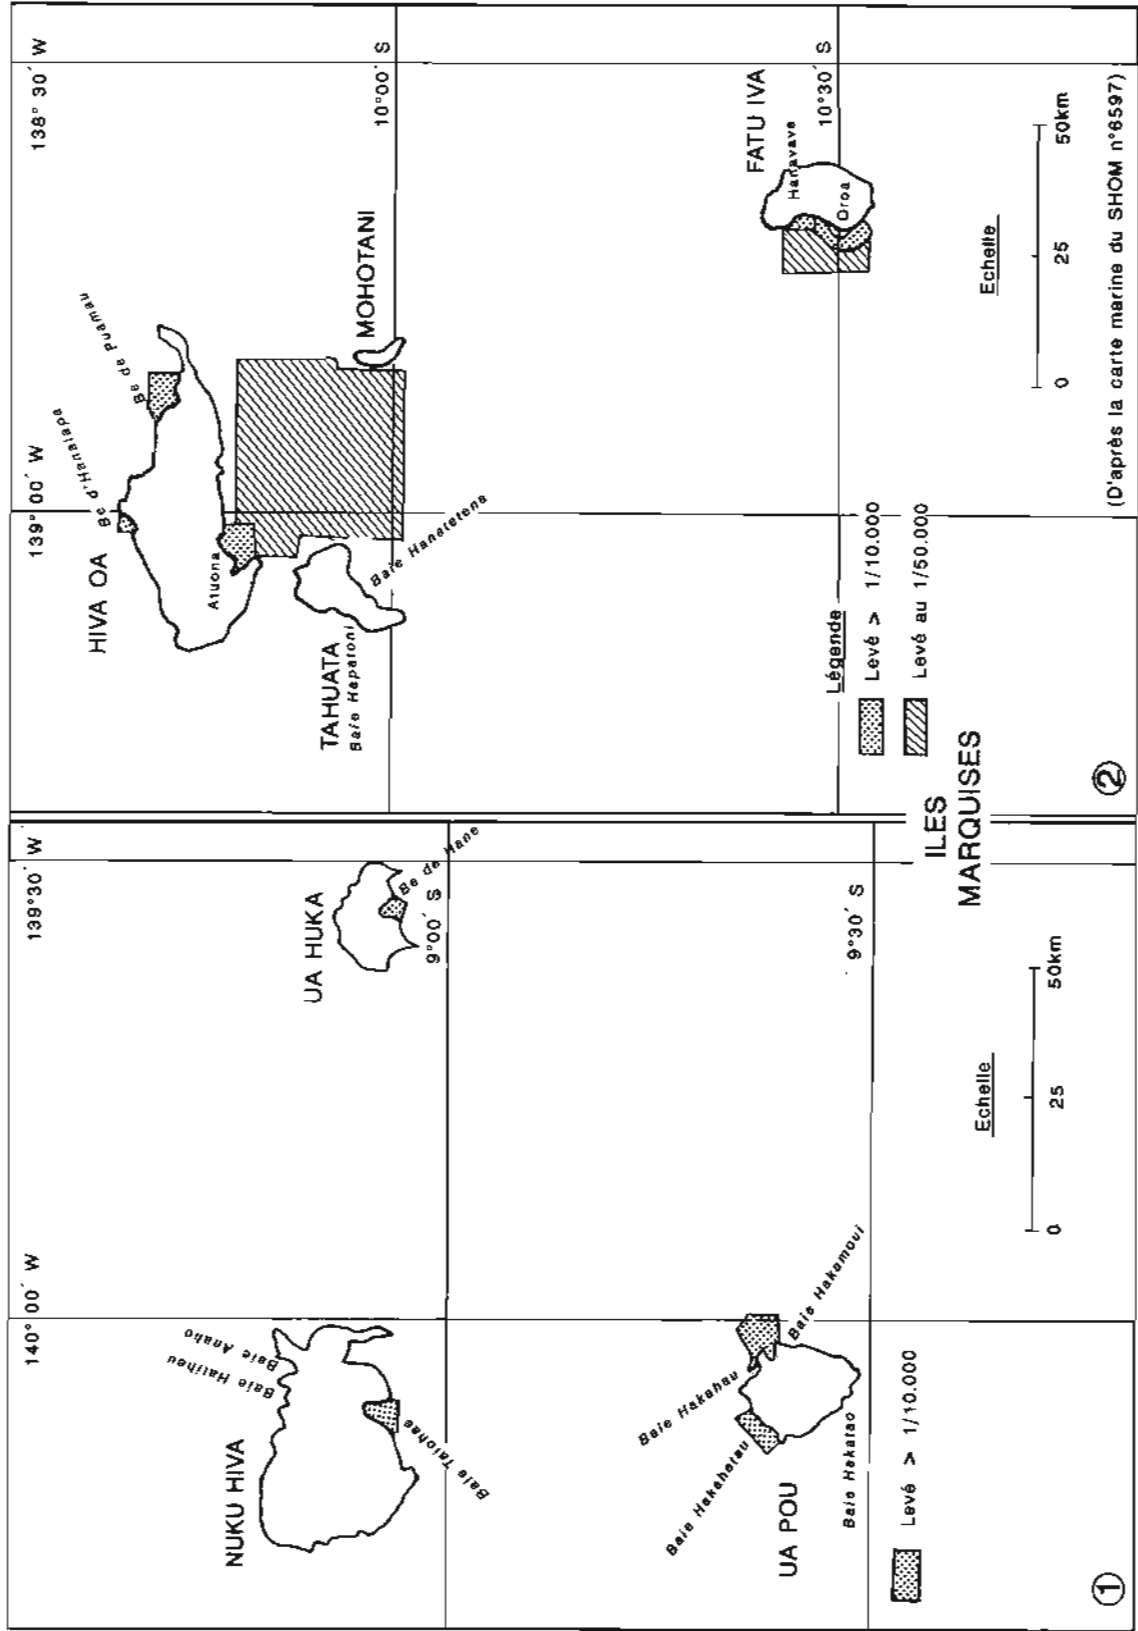 140° 00′ W
139°30′ W
NUKU HIVA
Baie Hatiheu
Baie Anaho
Baie Taiohae
UA HUKA
Be de Hane
9°00′ S
UA POU
Baie Hakahetau
Baie Hakahau
Baie Hakamoui
Baie Hakatao
9°30′ S
Levé > 1/10.000
Echelle
0
25
50km
1
ILES
MARQUISES
139° 00′ W
138° 30′ W
HIVA OA
Be d'Hanaiapa
Be de Puamau
Atuona
TAHUATA
Baie Hapatoni
Baie Hanatetena
MOHOTANI
10°00′ S
FATU IVA
Hanavave
Oroa
10°30′ S
Légende
Levé > 1/10.000
Levé au 1/50.000
Echelle
0
25
50km
(D'après la carte marine du SHOM n°6597)
2